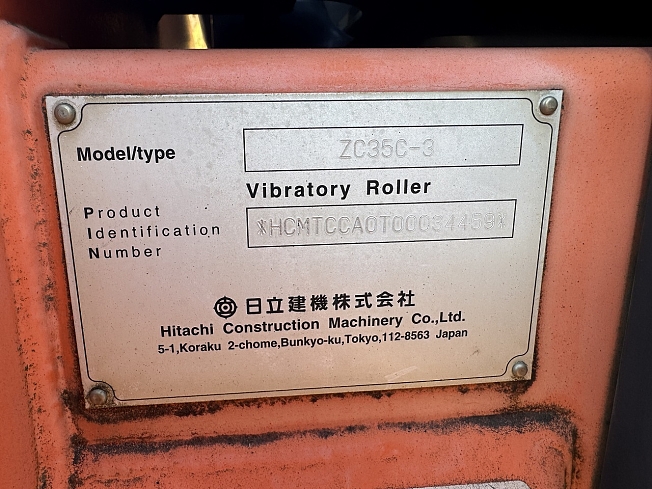 Model/type ZC35C-3
Vibratory Roller
Product
Identification
Number
日立建機株式会社
Hitachi Construction Machinery Co.,Ltd.
5-1,Koraku 2-chome,Bunkyo-ku,Tokyo,112-8563 Japan